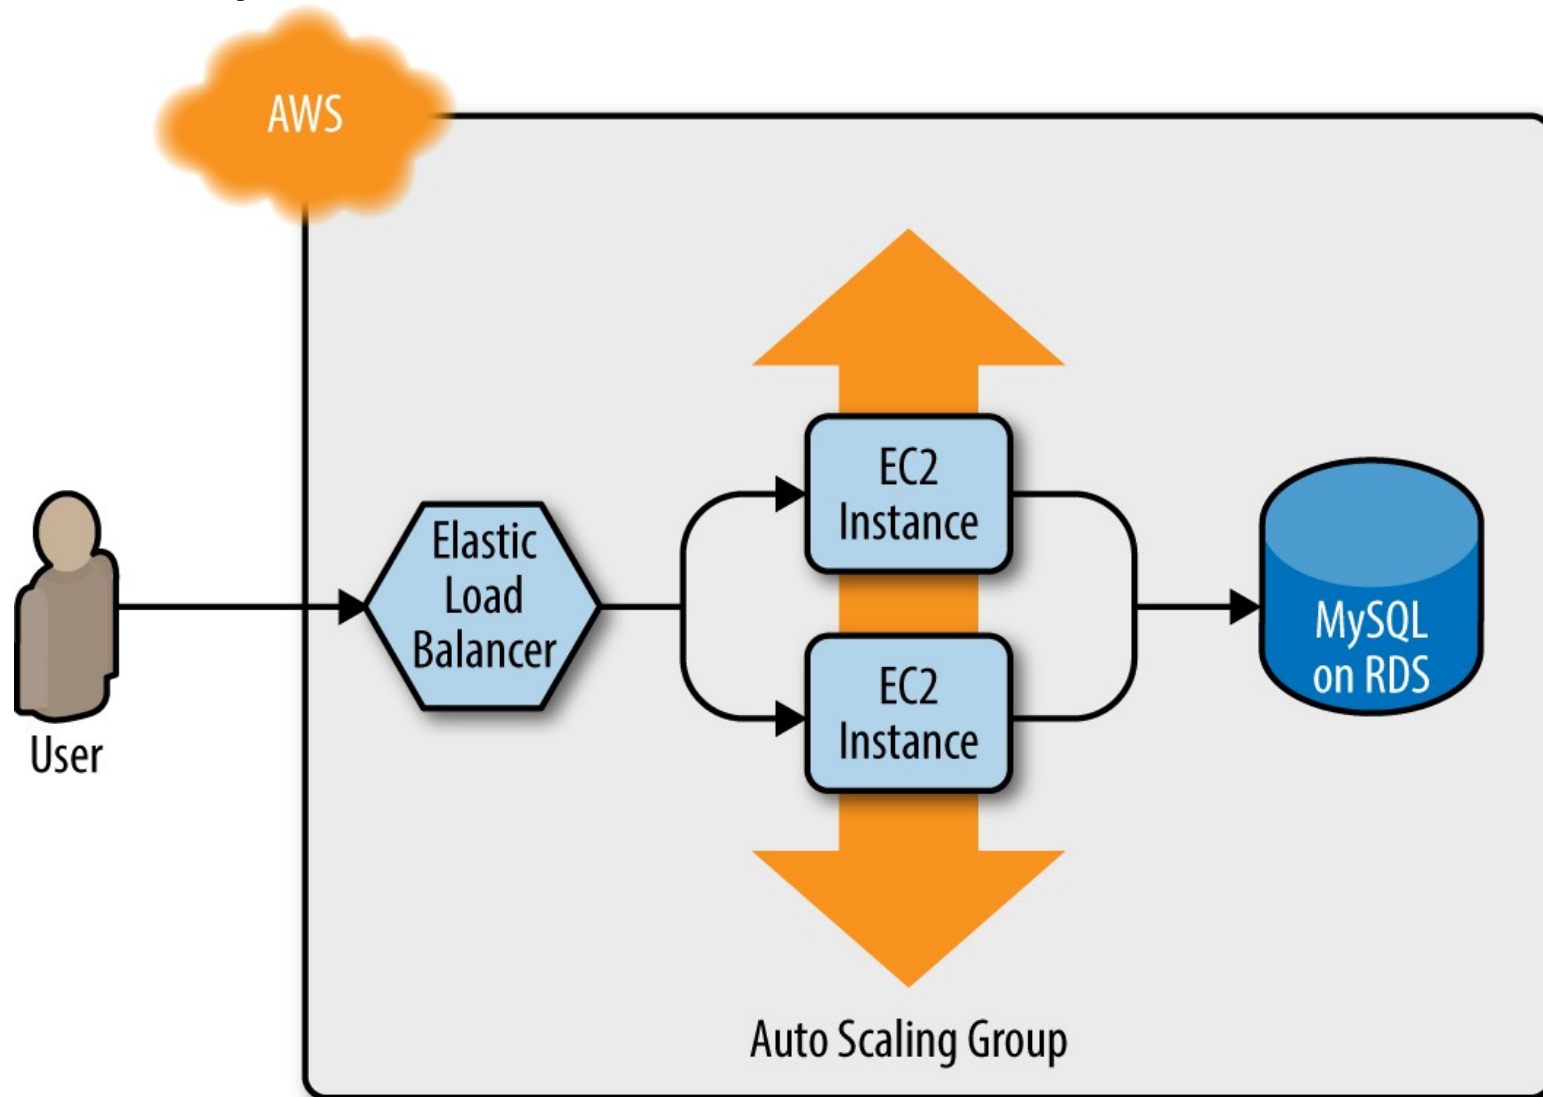 AWS
User
Elastic
Load
Balancer
EC2
Instance
EC2
Instance
MySQL
on RDS
Auto Scaling Group